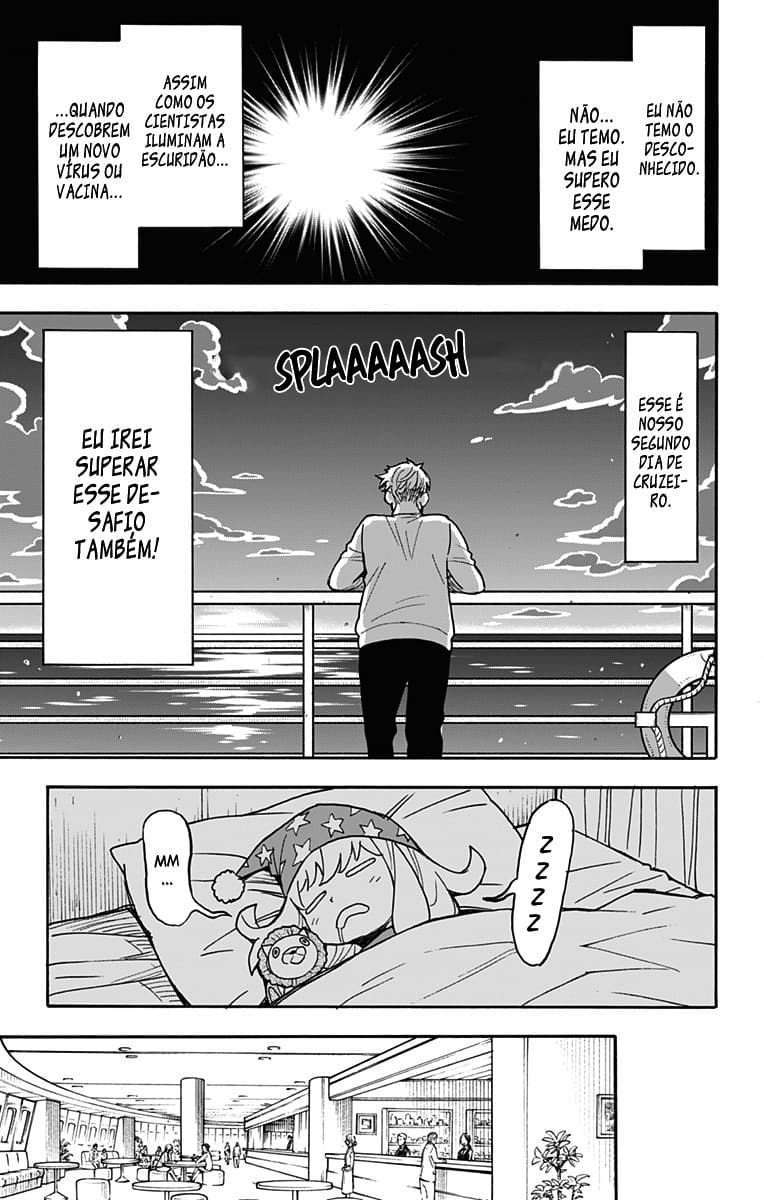 EU NÃO
TEMO O
DESCO-
NHECIDO.
NÃO...
EU TEMO.
MAS EU
SUPERO
ESSE
MEDO.
ASSIM
COMO OS
CIENTISTAS
ILUMINAM A
ESCURIDÃO...
...QUANDO
DESCOBREM
UM NOVO
VÍRUS OU
VACINA...
SPLAAAAASH
ESSE É
NOSSO
SEGUNDO
DIA DE
CRUZEI-
RO.
EU IREI
SUPERAR
ESSE DE-
SAFIO
TAMBÉM!
Z
Z
Z
Z
MM
...